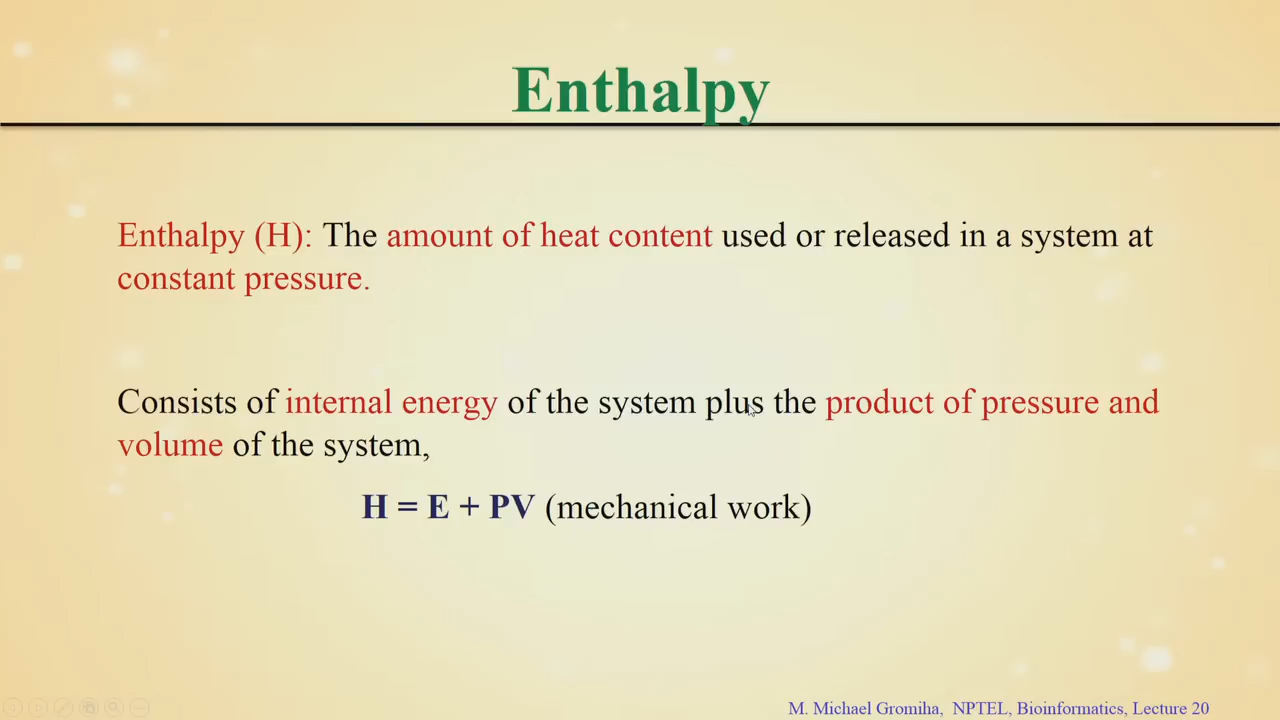 Enthalpy
Enthalpy (H): The amount of heat content used or released in a system at
constant pressure.
Consists of internal energy of the system plus the product of pressure and
volume of the system,
H = E + PV (mechanical work)
M. Michael Gromiha, NPTEL, Bioinformatics, Lecture 20